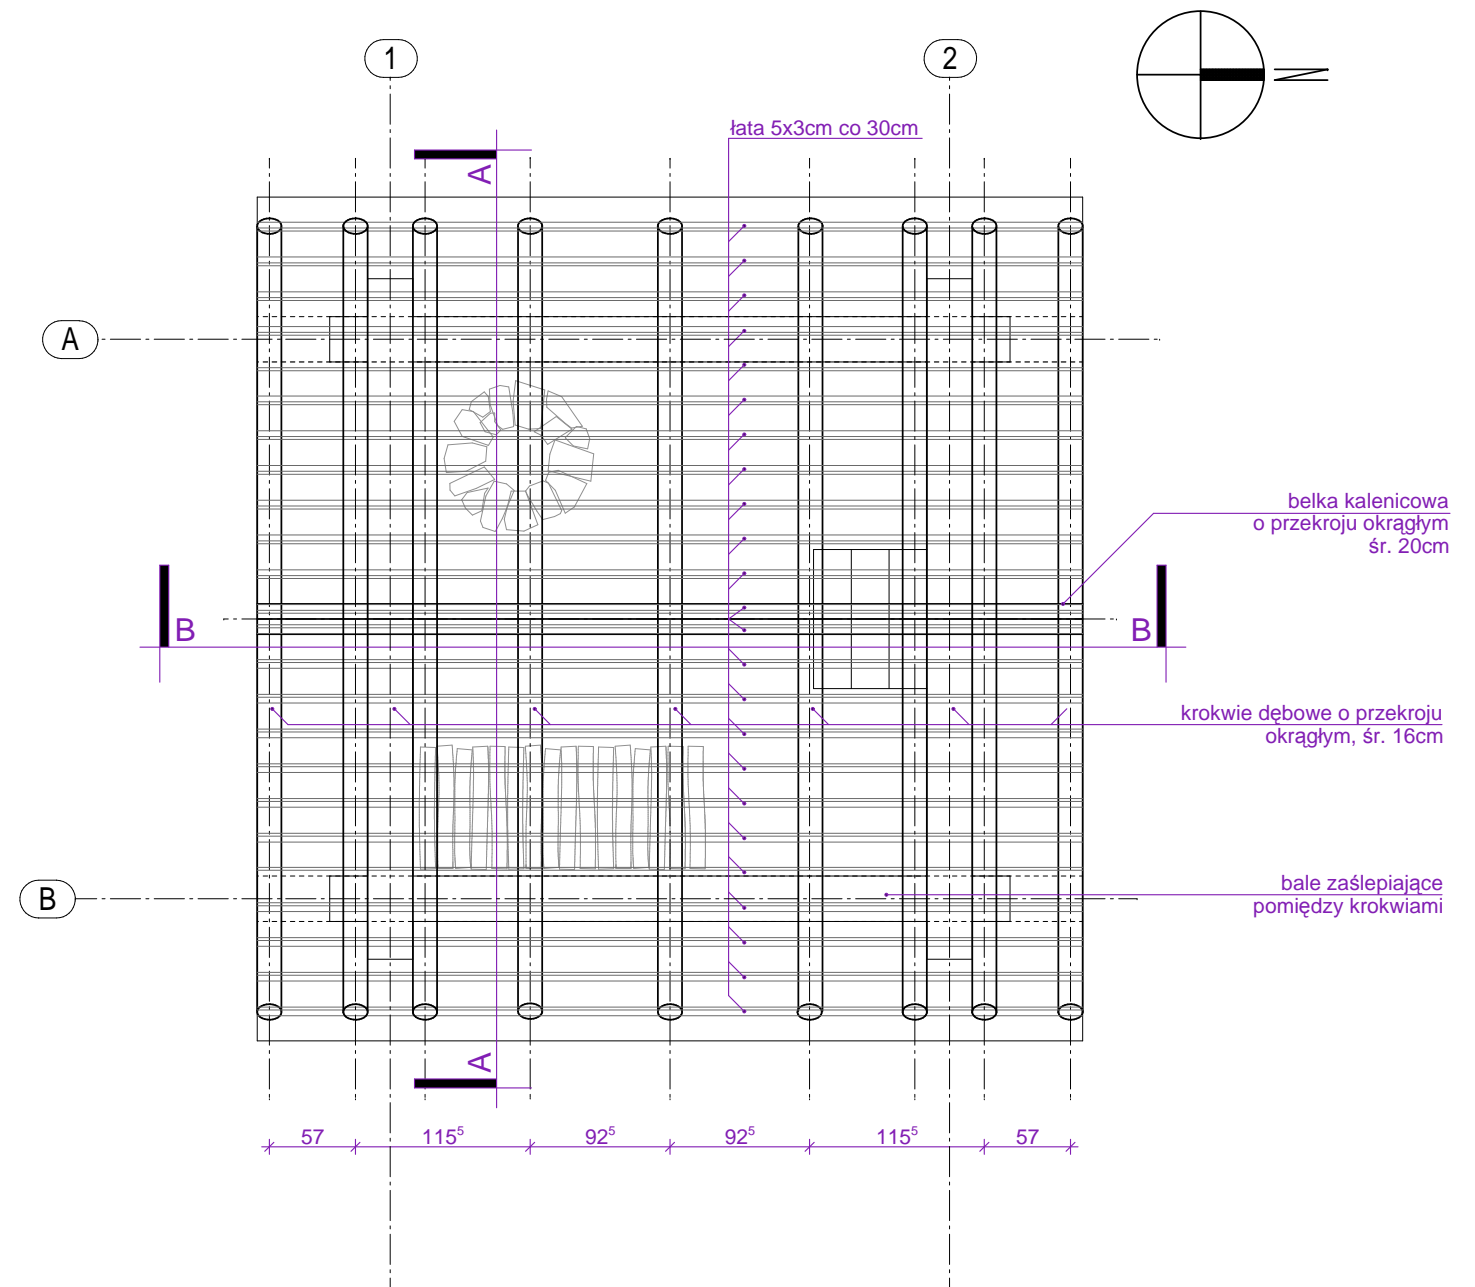 1
2
łata 5x3cm co 30cm
A
A
belka kalenicowa
o przekroju okrągłym
śr. 20cm
B
B
krokwie dębowe o przekroju
okrągłym, śr. 16cm
bale zaślepiające
pomiędzy krokwiami
B
A
57
115⁵
92⁵
92⁵
115⁵
57